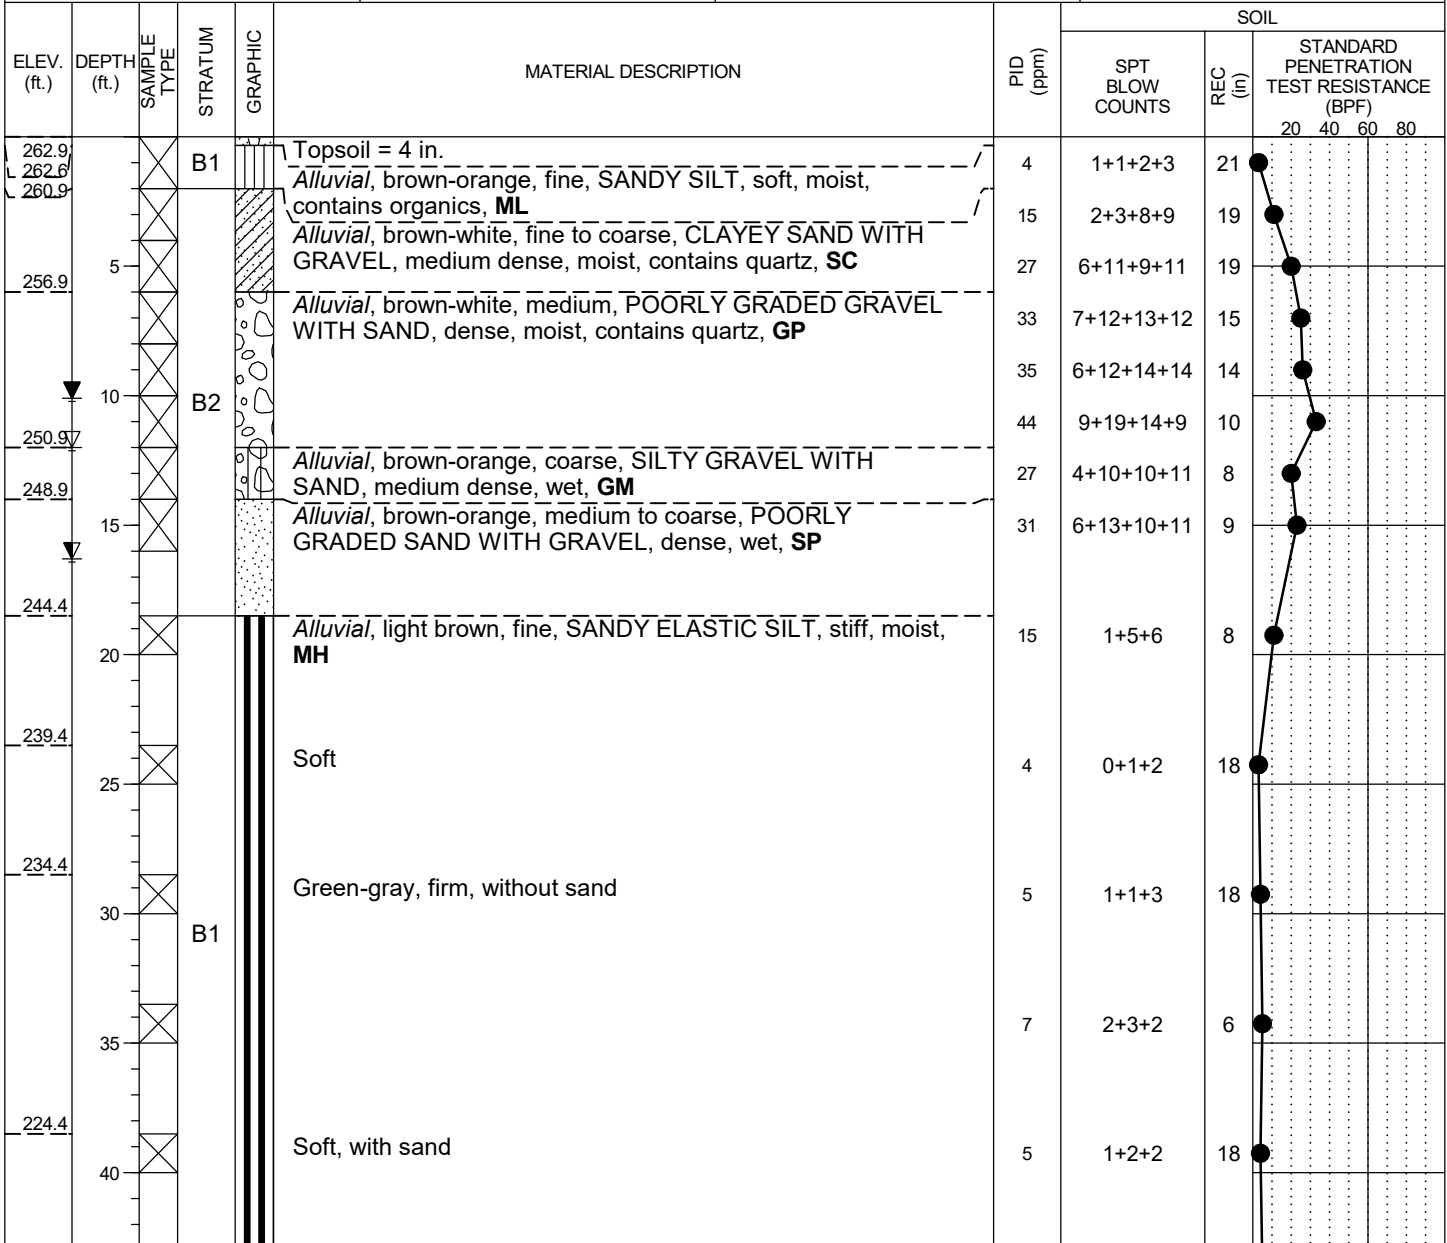 SOIL
ELEV. (ft.) DEPTH (ft.) SAMPLE TYPE STRATUM GRAPHIC MATERIAL DESCRIPTION PID (ppm) SPT BLOW COUNTS REC (in) STANDARD PENETRATION TEST RESISTANCE (BPF)
20 40 60 80
262.9 Topsoil = 4 in.
262.6 B1 Alluvial, brown-orange, fine, SANDY SILT, soft, moist, 4 1+1+2+3 21
260.9 contains organics, ML 15 2+3+8+9 19
Alluvial, brown-white, fine to coarse, CLAYEY SAND WITH
5 GRAVEL, medium dense, moist, contains quartz, SC 27 6+11+9+11 19
256.9 Alluvial, brown-white, medium, POORLY GRADED GRAVEL
WITH SAND, dense, moist, contains quartz, GP 33 7+12+13+12 15
35 6+12+14+14 14
10 B2
44 9+19+14+9 10
250.9 Alluvial, brown-orange, coarse, SILTY GRAVEL WITH
248.9 SAND, medium dense, wet, GM 27 4+10+10+11 8
Alluvial, brown-orange, medium to coarse, POORLY
15 GRADED SAND WITH GRAVEL, dense, wet, SP 31 6+13+10+11 9
244.4 Alluvial, light brown, fine, SANDY ELASTIC SILT, stiff, moist, 15 1+5+6 8
20 MH
239.4 Soft 4 0+1+2 18
25
234.4 Green-gray, firm, without sand 5 1+1+3 18
30
B1
7 2+3+2 6
35
224.4 Soft, with sand 5 1+2+2 18
40